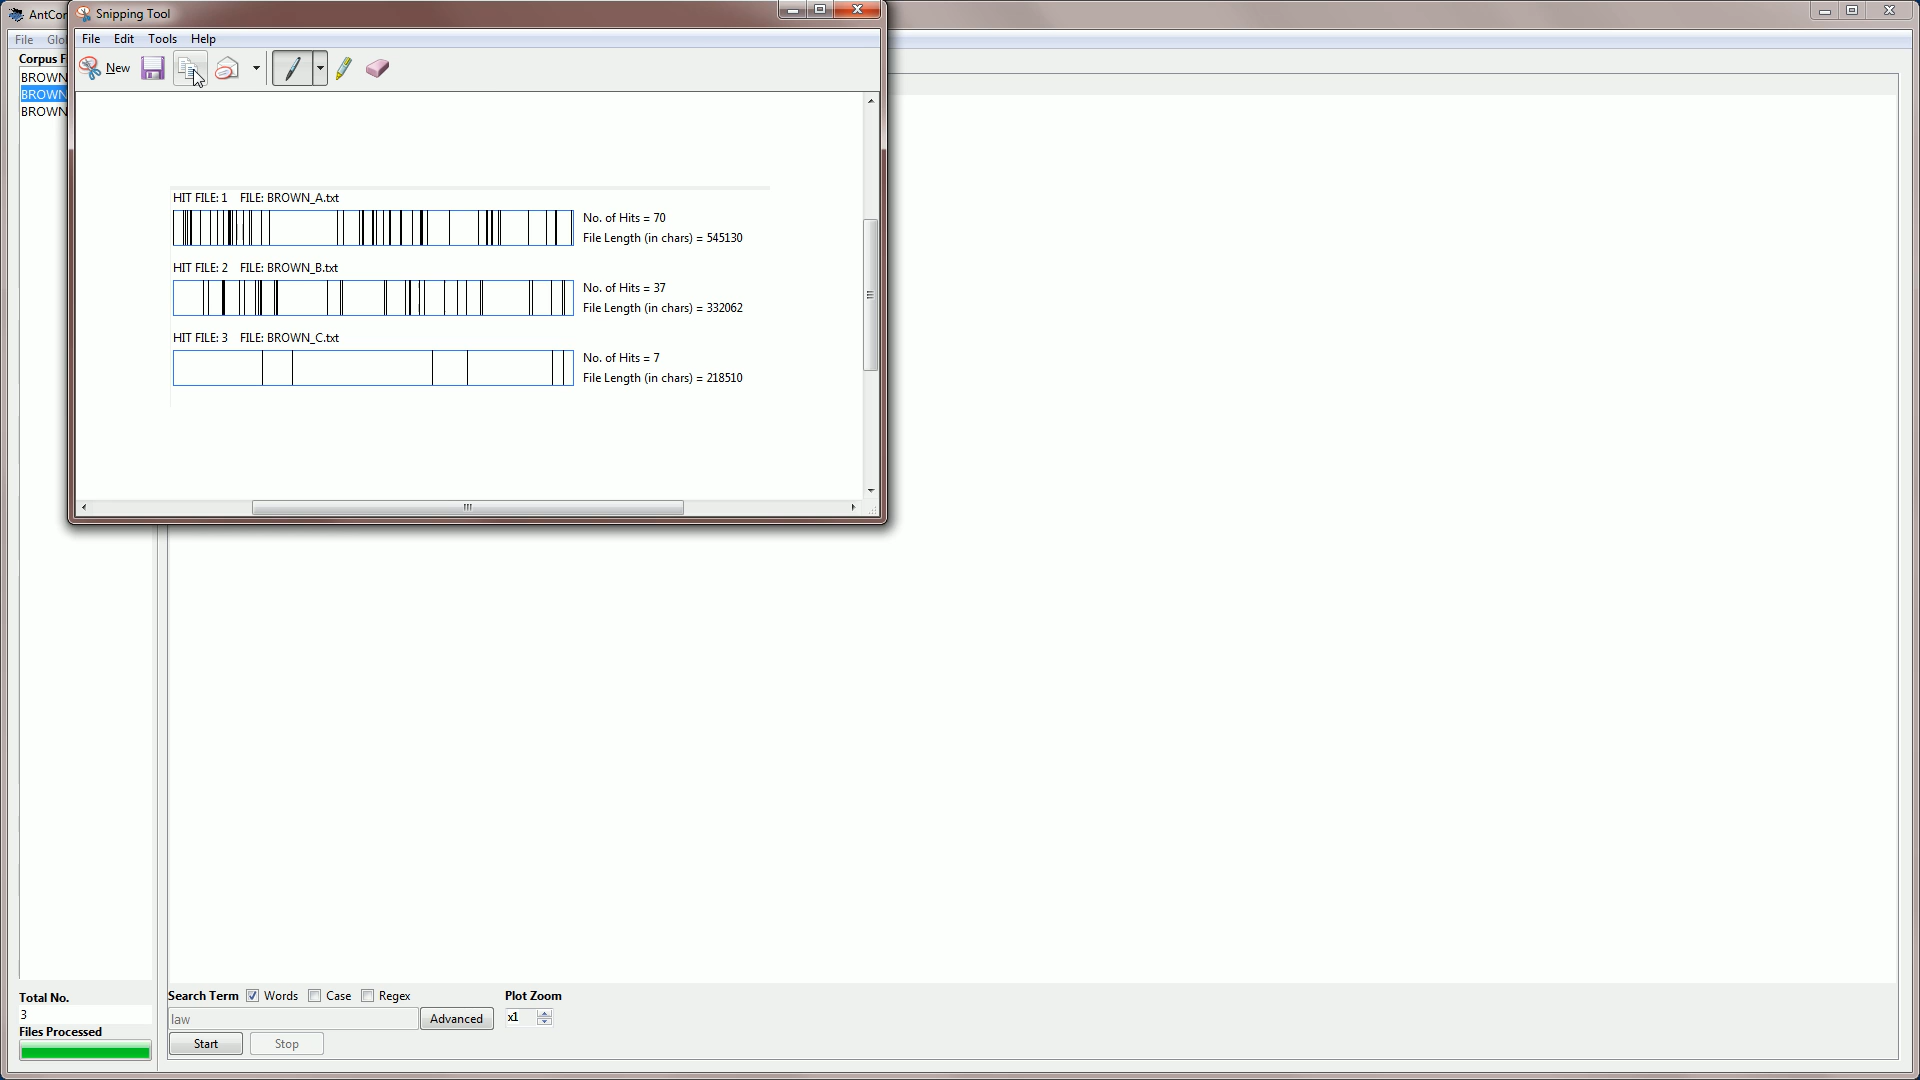 AntCon
Snipping Tool
File Glo
File Edit Tools Help
Corpus F
New
BROWN
BROWN
BROWN
HIT FILE: 1 FILE: BROWN_A.txt
No. of Hits = 70
File Length (in chars) = 545130
HIT FILE: 2 FILE: BROWN_B.txt
No. of Hits = 37
File Length (in chars) = 332062
HIT FILE: 3 FILE: BROWN_C.txt
No. of Hits = 7
File Length (in chars) = 218510
Total No.
3
Files Processed
Search Term Words Case Regex
law
Advanced
Start Stop
Plot Zoom
x1